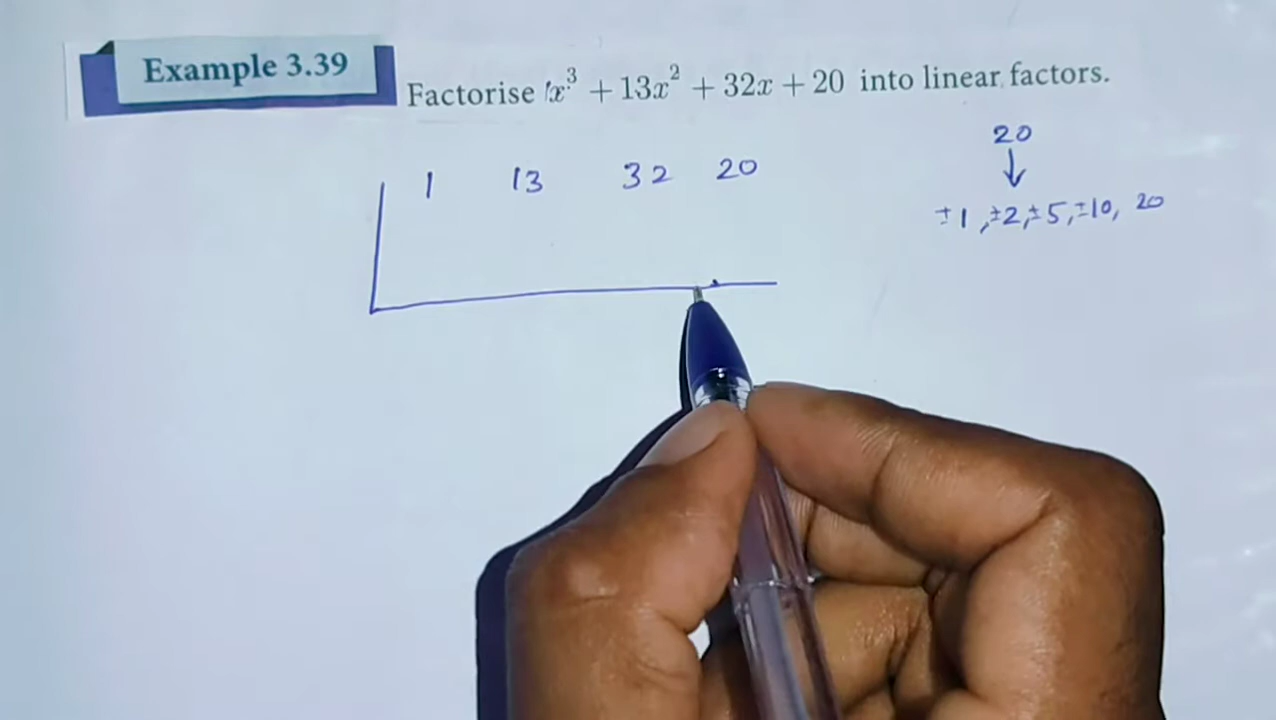 Example 3.39
Factorise x³ + 13x² + 32x + 20 into linear factors.
20
↓
1 13 32 20
±1, ±2, ±5, ±10, 20